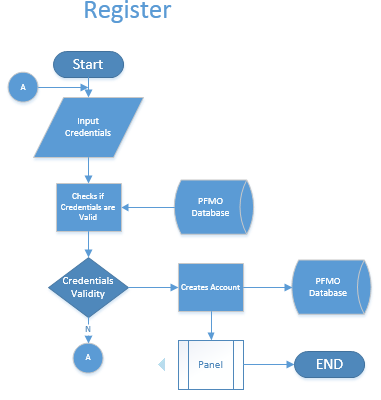 Register
Start
A
Input
Credentials
Checks if
Credentials are
Valid
PFMO
Database
Credentials
Validity
Creates Account
PFMO
Database
N
A
Panel
END